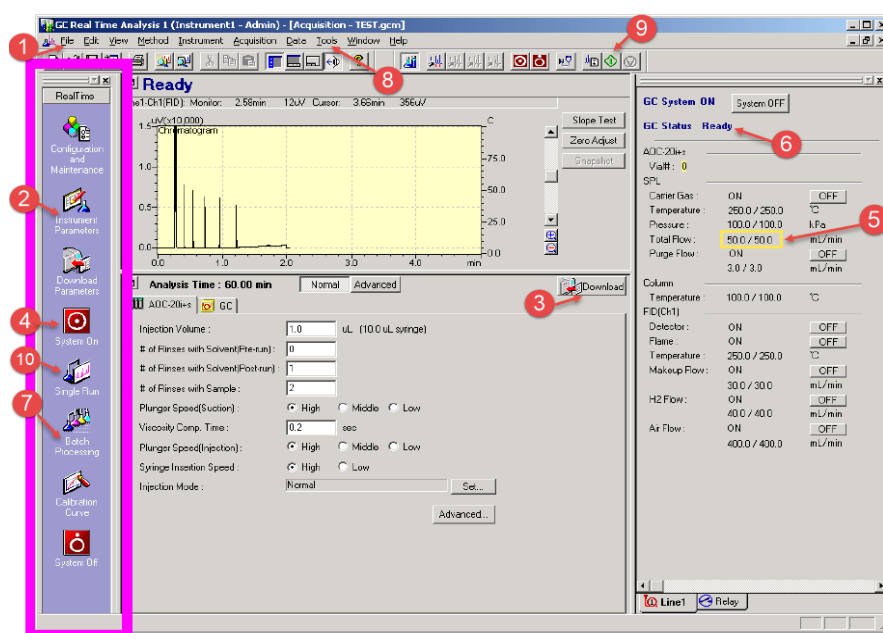 GC Real Time Analysis 1 (Instrument1 - Admin) - [Acquisition - TEST.gcm]
File Edit View Method Instrument Acquisition Data Tools Window Help
1
8
9
RealTime
Configuration
and
Maintenance
2
Instrument
Parameters
Download
Parameters
4
System On
10
Single Run
7
Batch
Processing
Calibration
Curve
System Off
Ready
Monitor: 2.58min 12uV Cursor: 3.66min 356uV
uV(x10,000)
Chromatogram
C
1.5
1.0
0.5
0.0
75.0
50.0
25.0
0.0
0.0 1.0 2.0 3.0 4.0 min
Slope Test
Zero Adjust
Snapshot
Analysis Time : 60.00 min Normal Advanced
Download
3
AOC-20i+s GC
Injection Volume : 1.0 uL (10.0 uL syringe)
# of Rinses with Solvent(Pre-run) : 0
# of Rinses with Solvent(Post-run) : 1
# of Rinses with Sample : 2
Plunger Speed(Suction) : High Middle Low
Viscosity Comp. Time : 0.2 sec
Plunger Speed(Injection) : High Middle Low
Syringe Insertion Speed : High Low
Injection Mode : Normal Set...
Advanced...
GC System ON System OFF
GC Status Ready
6
AOC-20i+s
Vial# : 0
SPL
Carrier Gas : ON OFF
Temperature : 250.0 / 250.0 °C
Pressure : 100.0 / 100.0 kPa
5
Total Flow : 50.0 / 50.0 mL/min
Purge Flow : ON OFF
3.0 / 3.0 mL/min
Column
Temperature : 100.0 / 100.0 °C
FID(Ch1)
Detector : ON OFF
Flame : ON OFF
Temperature : 250.0 / 250.0 °C
Makeup Flow : ON OFF
30.0 / 30.0 mL/min
H2 Flow : ON OFF
40.0 / 40.0 mL/min
Air Flow : ON OFF
400.0 / 400.0 mL/min
Line1 Relay